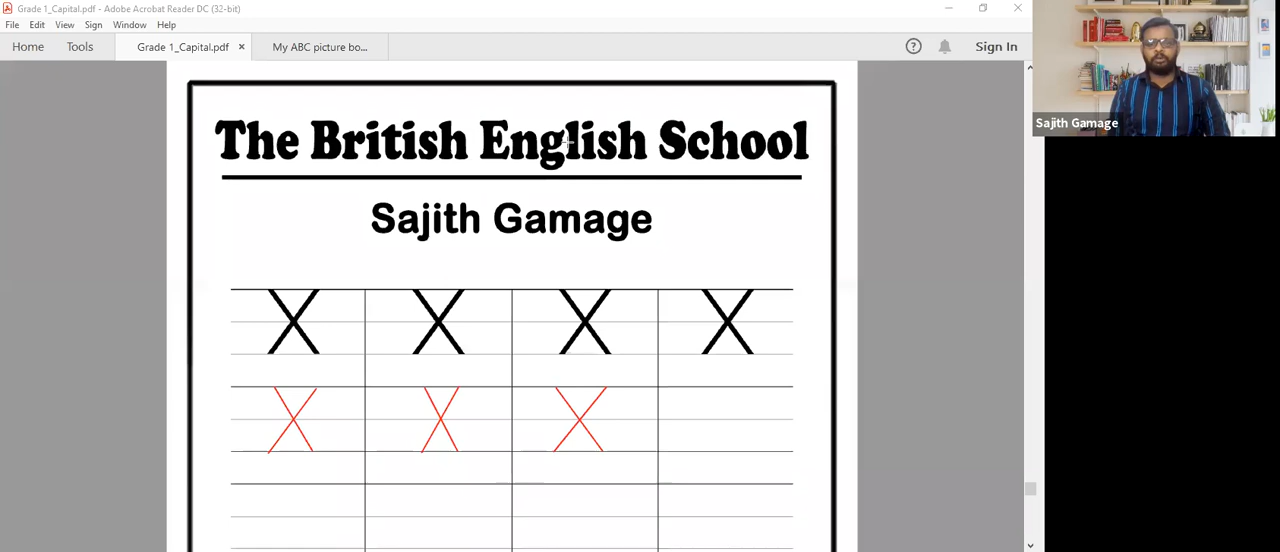 Grade 1_Capital.pdf - Adobe Acrobat Reader DC (32-bit)
File Edit View Sign Window Help
Home Tools Grade 1_Capital.pdf × My ABC picture bo... ? Sign In
Sajith Gamage
The British English School
Sajith Gamage
X X X X
X X X